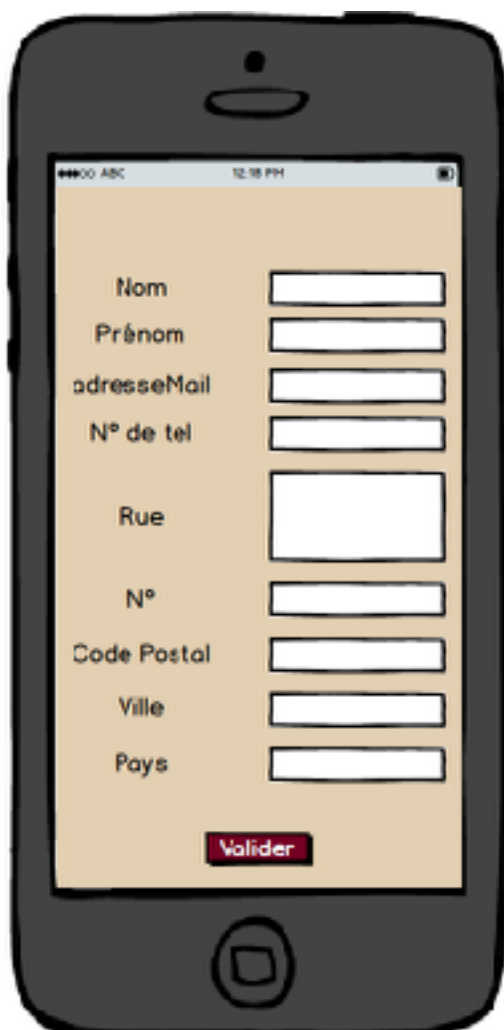 ABC 12:18 PM
Nom
Prénom
adresseMail
N° de tel
Rue
N°
Code Postal
Ville
Pays
Valider